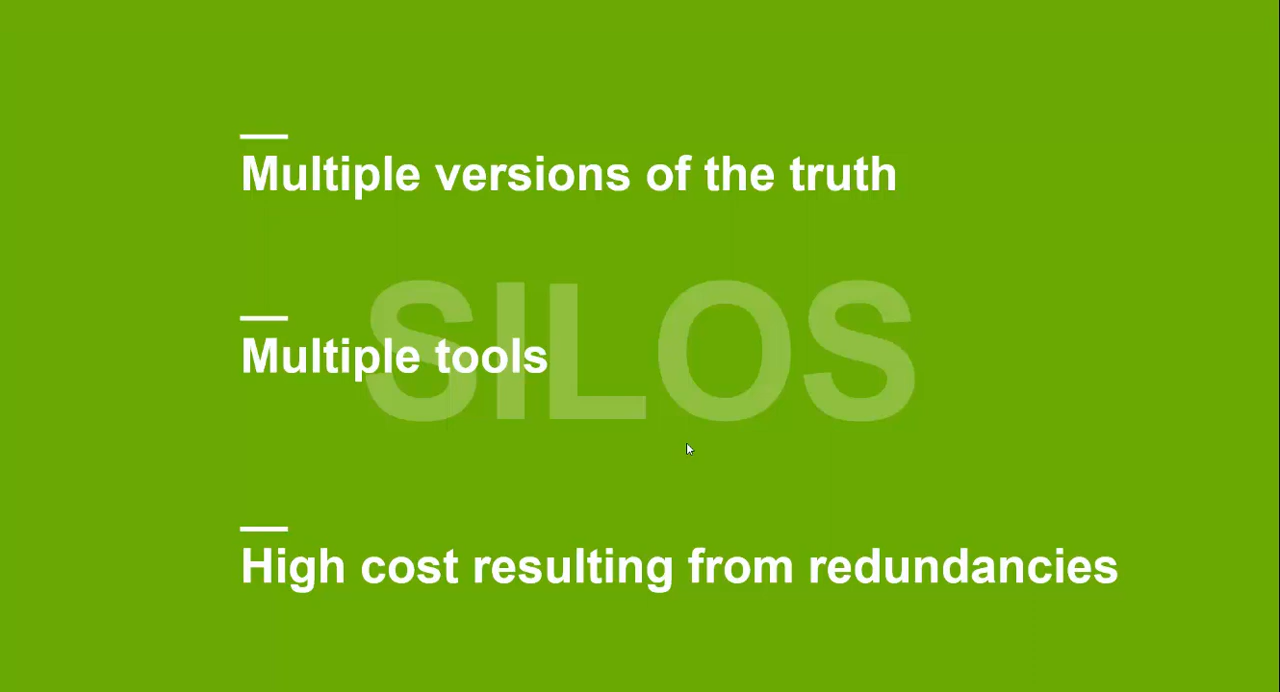 Multiple versions of the truth
SILOS
Multiple tools
High cost resulting from redundancies